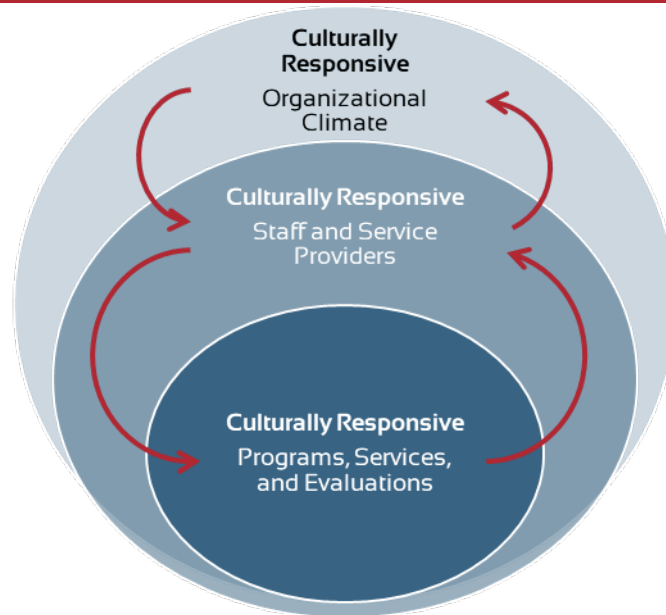 Culturally
Responsive
Organizational
Climate
Culturally Responsive
Staff and Service
Providers
Culturally Responsive
Programs, Services,
and Evaluations